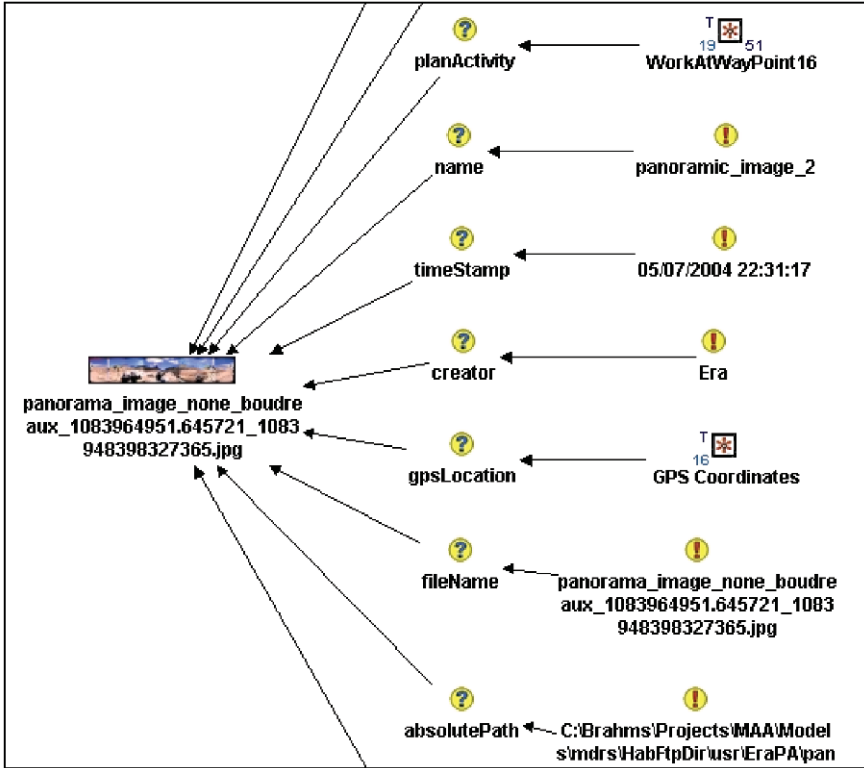 T
19 51
planActivity WorkAtWayPoint16
? !
name panoramic_image_2
? !
timeStamp 05/07/2004 22:31:17
? !
creator Era
panorama_image_none_boudre
aux_1083964951.645721_1083
948398327365.jpg
? T
16
gpsLocation GPS Coordinates
? !
fileName panorama_image_none_boudre
aux_1083964951.645721_1083
948398327365.jpg
? !
absolutePath C:\Brahms\Projects\MAA\Model
s\mdrs\HabFtpDir\usr\EraPA\pan